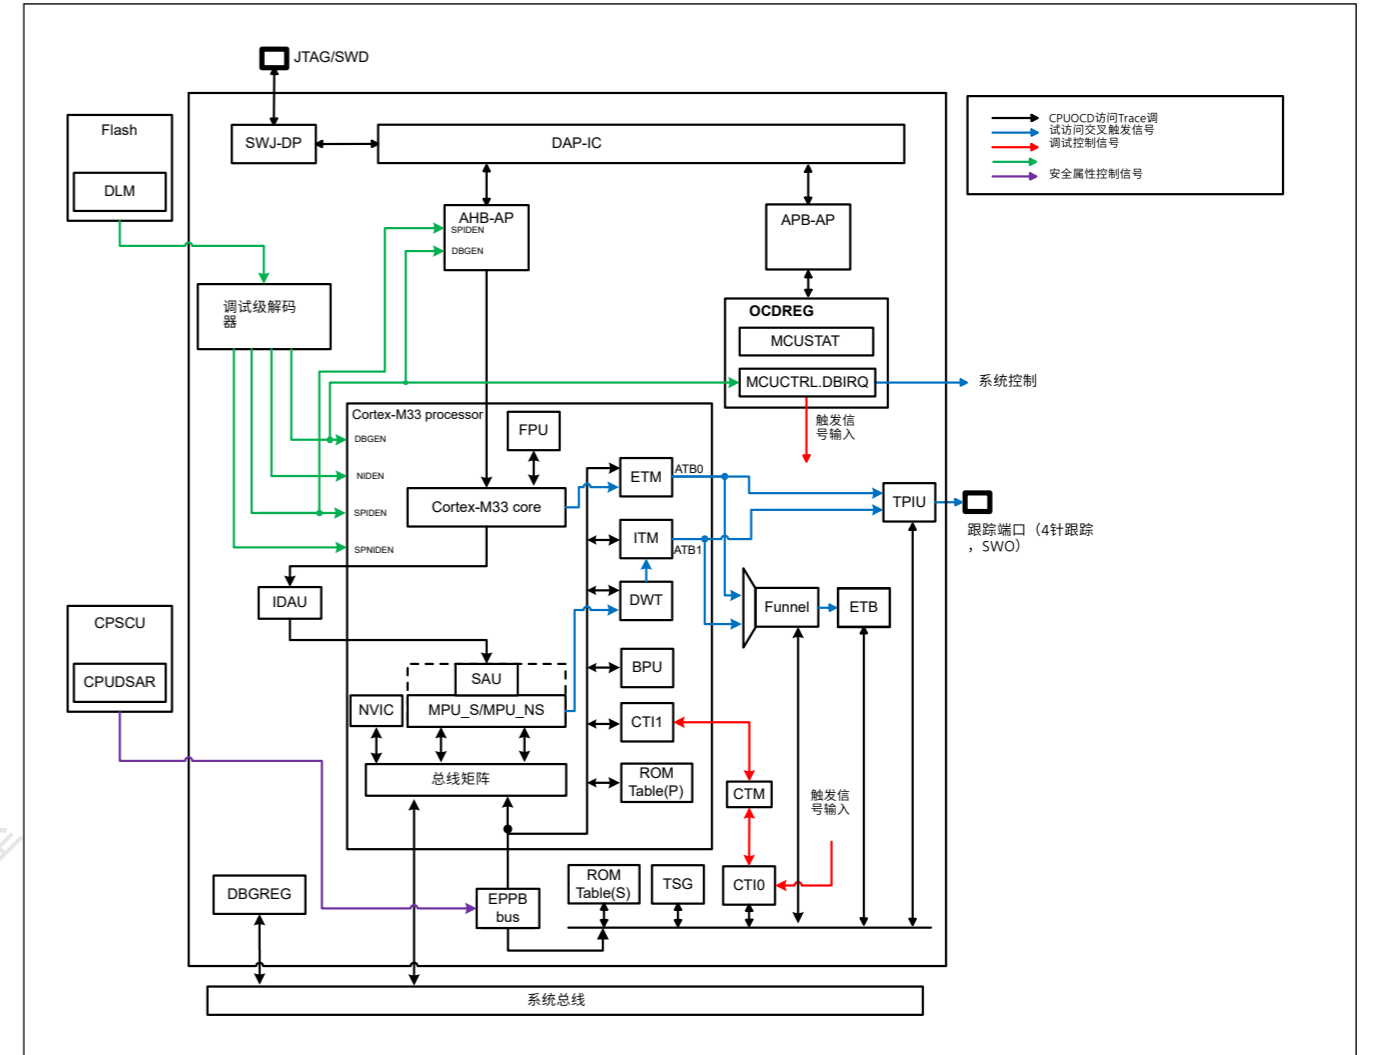 JTAG/SWD
Flash
DLM
SWJ-DP
DAP-IC
CPUOCD访问Trace调
试访问交叉触发信号
调试控制信号
安全属性控制信号
AHB-AP
SPIDEN
DBGEN
APB-AP
调试级解码
器
OCDREG
MCUSTAT
MCUCTRL.DBIRQ
系统控制
触发信
号输入
Cortex-M33 processor
DBGEN
NIDEN
SPIDEN
SPNIDEN
FPU
Cortex-M33 core
ETM
ATB0
ITM
ATB1
DWT
TPIU
跟踪端口（4针跟踪
，SWO）
IDAU
Funnel
ETB
CPSCU
CPUDSAR
SAU
BPU
NVIC
MPU_S/MPU_NS
CTI1
总线矩阵
ROM
Table(P)
CTM
触发信
号输入
DBGREG
EPPB
bus
ROM
Table(S)
TSG
CTI0
系统总线